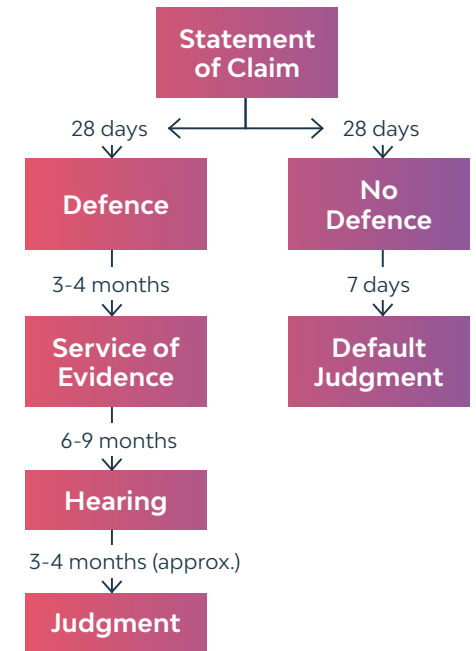 Statement
of Claim
28 days
28 days
Defence
No
Defence
3-4 months
7 days
Service of
Evidence
Default
Judgment
6-9 months
Hearing
3-4 months (approx.)
Judgment